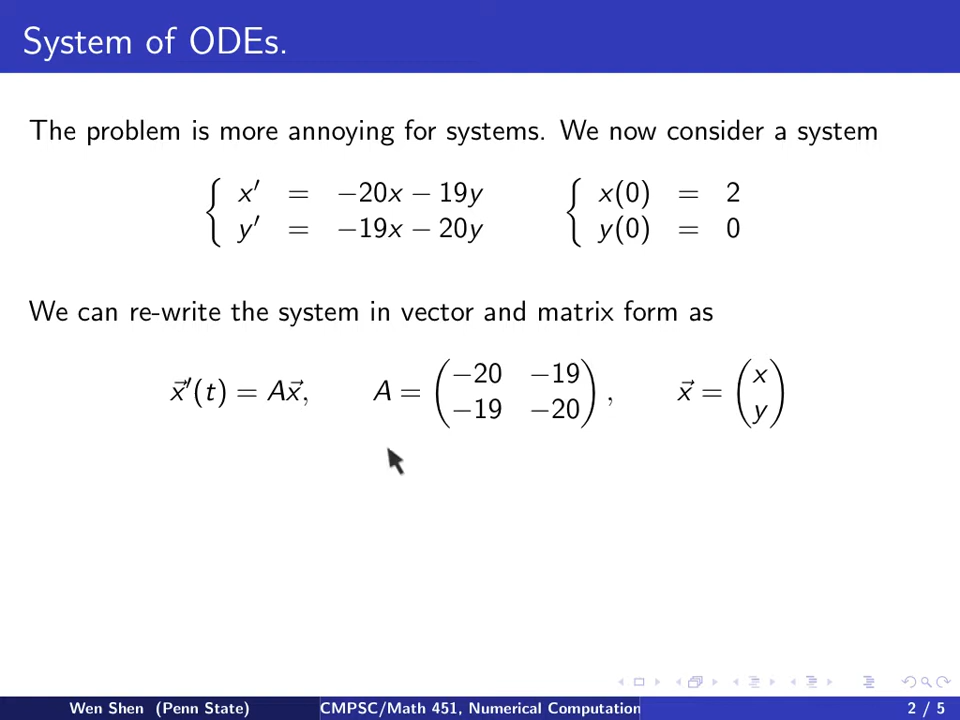 System of ODEs.
The problem is more annoying for systems. We now consider a system
x′ = −20x − 19y    x(0) = 2
y′ = −19x − 20y    y(0) = 0
We can re-write the system in vector and matrix form as
x⃗′(t) = Ax⃗,    A = (−20 −19; −19 −20),    x⃗ = (x; y)
Wen Shen (Penn State)    CMPSC/Math 451, Numerical Computation    2 / 5